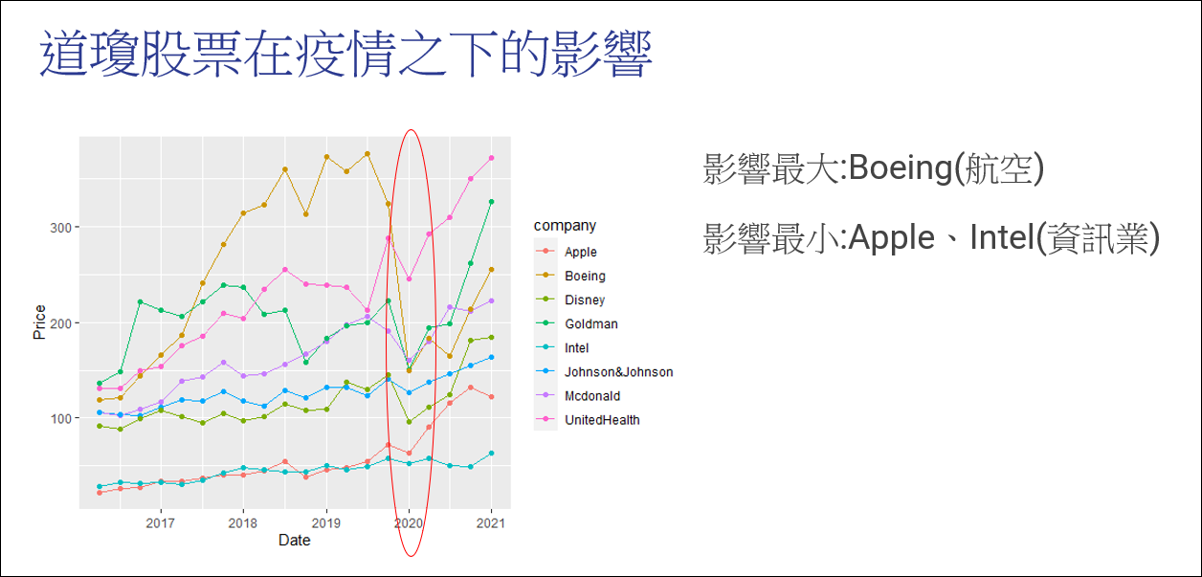 道瓊股票在疫情之下的影響
影響最大:Boeing(航空)
影響最小:Apple、Intel(資訊業)
300
200
100
Price
2017 2018 2019 2020 2021
Date
company
Apple
Boeing
Disney
Goldman
Intel
Johnson&Johnson
Mcdonald
UnitedHealth